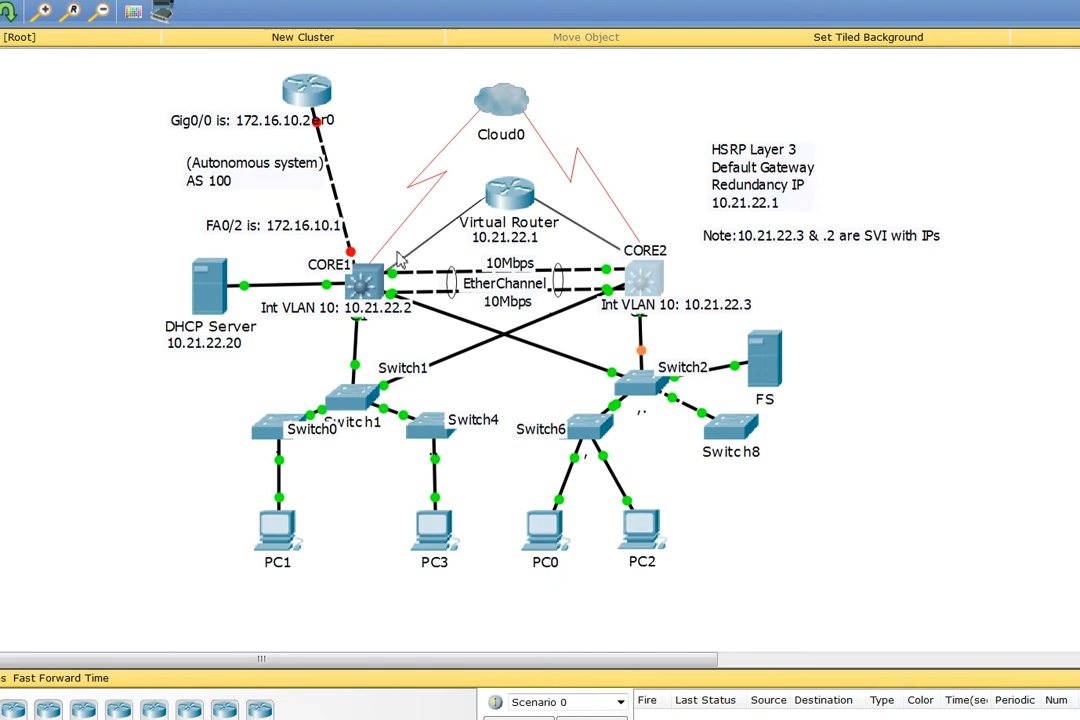 R
[Root]
New Cluster
Move Object
Set Tiled Background
Cloud0
Gig0/0 is: 172.16.10.2
er0
(Autonomous system)
AS 100
HSRP Layer 3
Default Gateway
Redundancy IP
10.21.22.1
Virtual Router
10.21.22.1
FA0/2 is: 172.16.10.1
Note:10.21.22.3 & .2 are SVI with IPs
CORE1
CORE2
10Mbps
EtherChannel
10Mbps
Int VLAN 10: 10.21.22.2
Int VLAN 10: 10.21.22.3
DHCP Server
10.21.22.20
Switch1
Switch2
FS
Switch1
Switch0
Switch4
Switch6
Switch8
PC1
PC3
PC0
PC2
s Fast Forward Time
Scenario 0
Fire
Last Status
Source
Destination
Type
Color
Time(sec
Periodic
Num